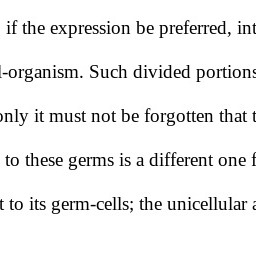 if the expression be preferred, int
-organism. Such divided portions
only it must not be forgotten that t
to these germs is a different one f
t to its germ-cells; the unicellular a